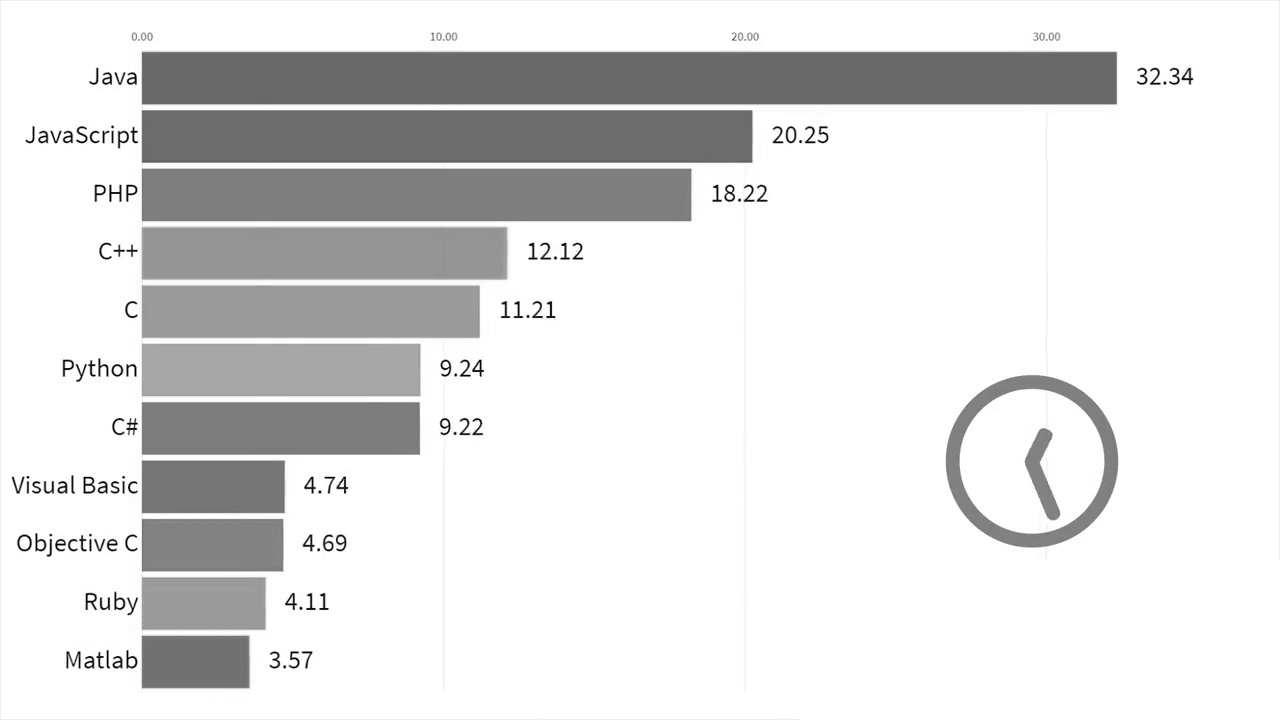 0.00 10.00 20.00 30.00
Java 32.34
JavaScript 20.25
PHP 18.22
C++ 12.12
C 11.21
Python 9.24
C# 9.22
Visual Basic 4.74
Objective C 4.69
Ruby 4.11
Matlab 3.57